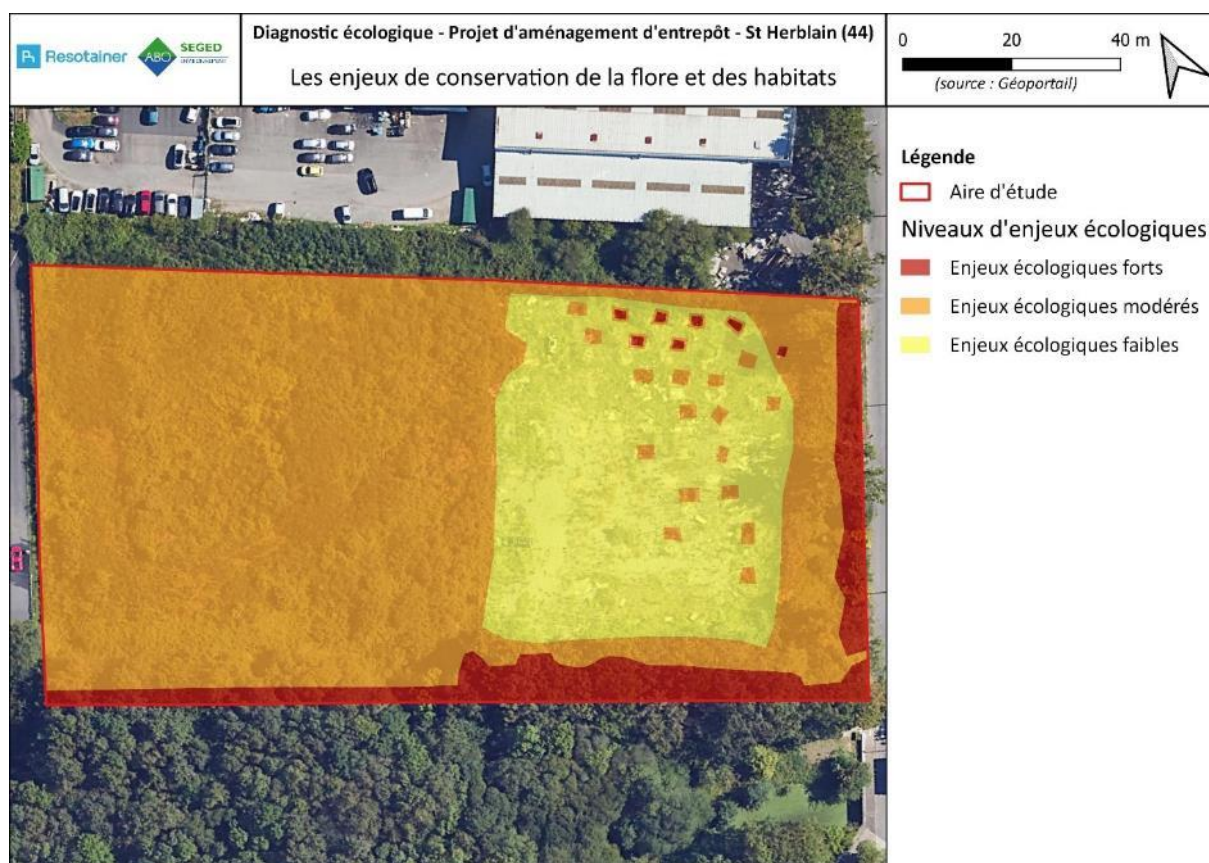 Resotainer
ABO
SEGED
Diagnostic écologique - Projet d'aménagement d'entrepôt - St Herblain (44)
Les enjeux de conservation de la flore et des habitats
0 20 40 m
(source : Géoportail)
Légende
Aire d'étude
Niveaux d'enjeux écologiques
Enjeux écologiques forts
Enjeux écologiques modérés
Enjeux écologiques faibles